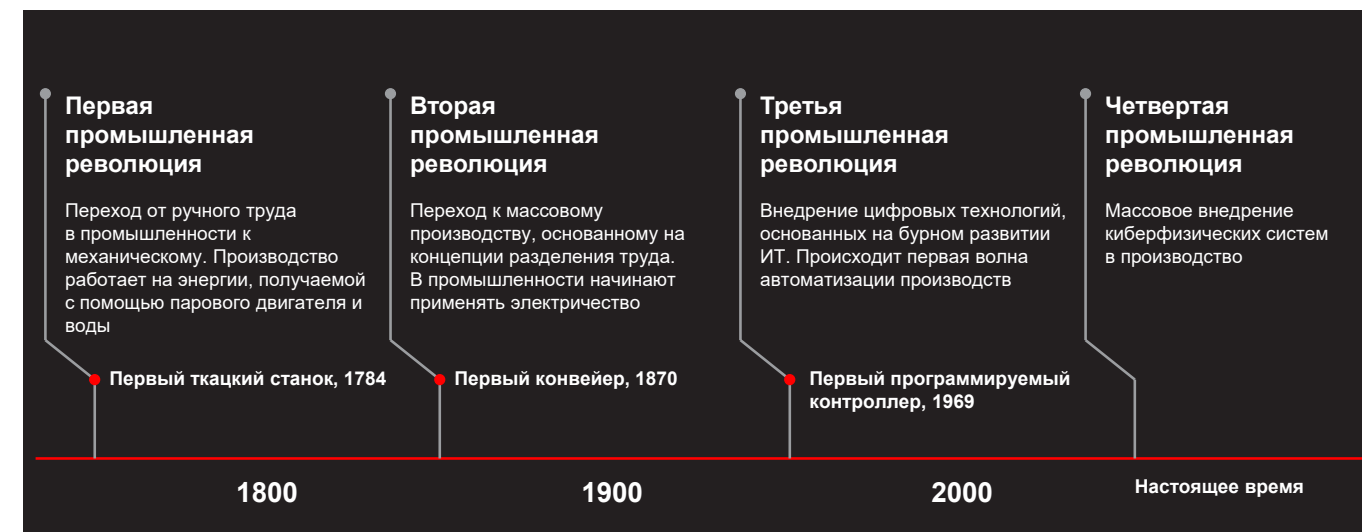 Первая
промышленная
революция
Переход от ручного труда
в промышленности к
механическому. Производство
работает на энергии, получаемой
с помощью парового двигателя и
воды
Первый ткацкий станок, 1784
Вторая
промышленная
революция
Переход к массовому
производству, основанному на
концепции разделения труда.
В промышленности начинают
применять электричество
Первый конвейер, 1870
Третья
промышленная
революция
Внедрение цифровых технологий,
основанных на бурном развитии
ИТ. Происходит первая волна
автоматизации производств
Первый программируемый
контроллер, 1969
Четвертая
промышленная
революция
Массовое внедрение
киберфизических систем
в производство
1800
1900
2000
Настоящее время